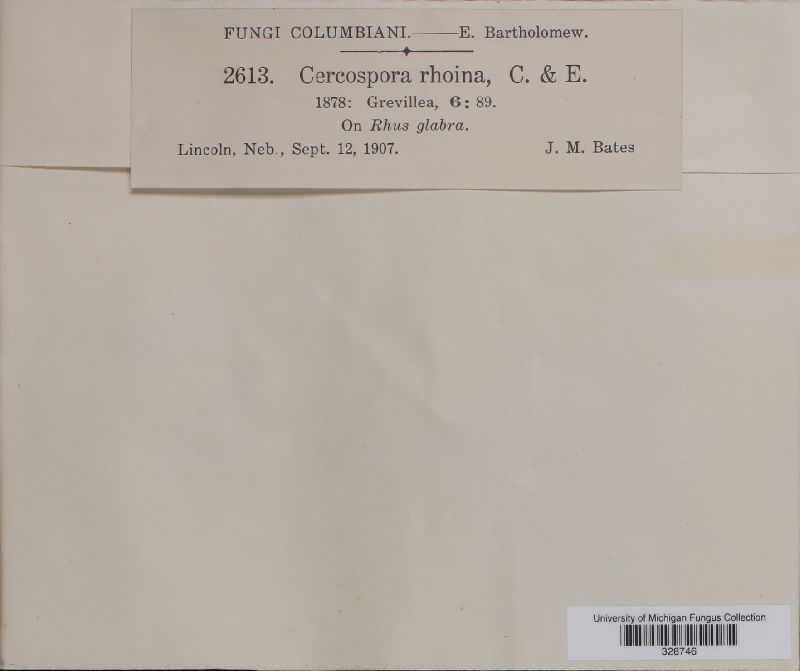 FUNGI COLUMBIANI.——E. Bartholomew.
2613. Cercospora rhoina, C. & E.
1878: Grevillea, 6: 89.
On Rhus glabra.
Lincoln, Neb., Sept. 12, 1907. J. M. Bates
University of Michigan Fungus Collection
328746